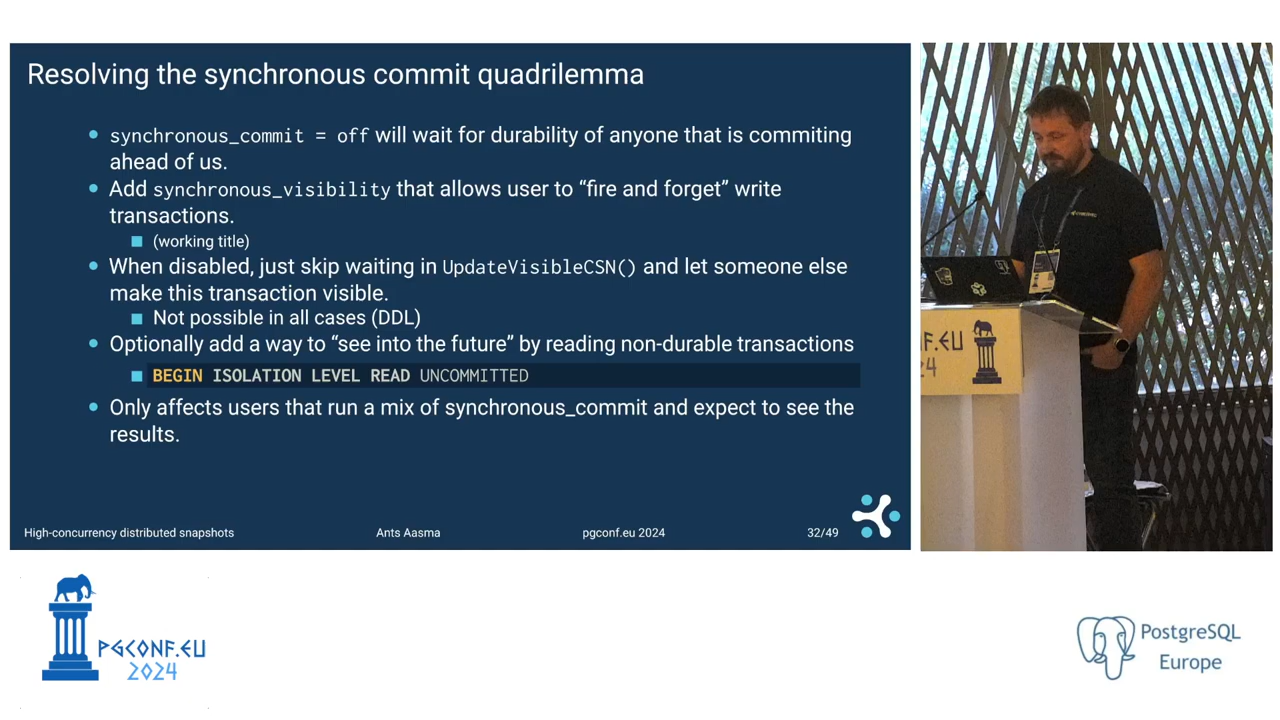 Resolving the synchronous commit quadrilemma
synchronous_commit = off will wait for durability of anyone that is commiting
ahead of us.
Add synchronous_visibility that allows user to “fire and forget” write
transactions.
(working title)
When disabled, just skip waiting in UpdateVisibleCSN() and let someone else
make this transaction visible.
Not possible in all cases (DDL)
Optionally add a way to “see into the future” by reading non-durable transactions
BEGIN ISOLATION LEVEL READ UNCOMMITTED
Only affects users that run a mix of synchronous_commit and expect to see the
results.
High-concurrency distributed snapshots
Ants Aasma
pgconf.eu 2024
32/49
PGCONF.EU
2024
PostgreSQL
Europe